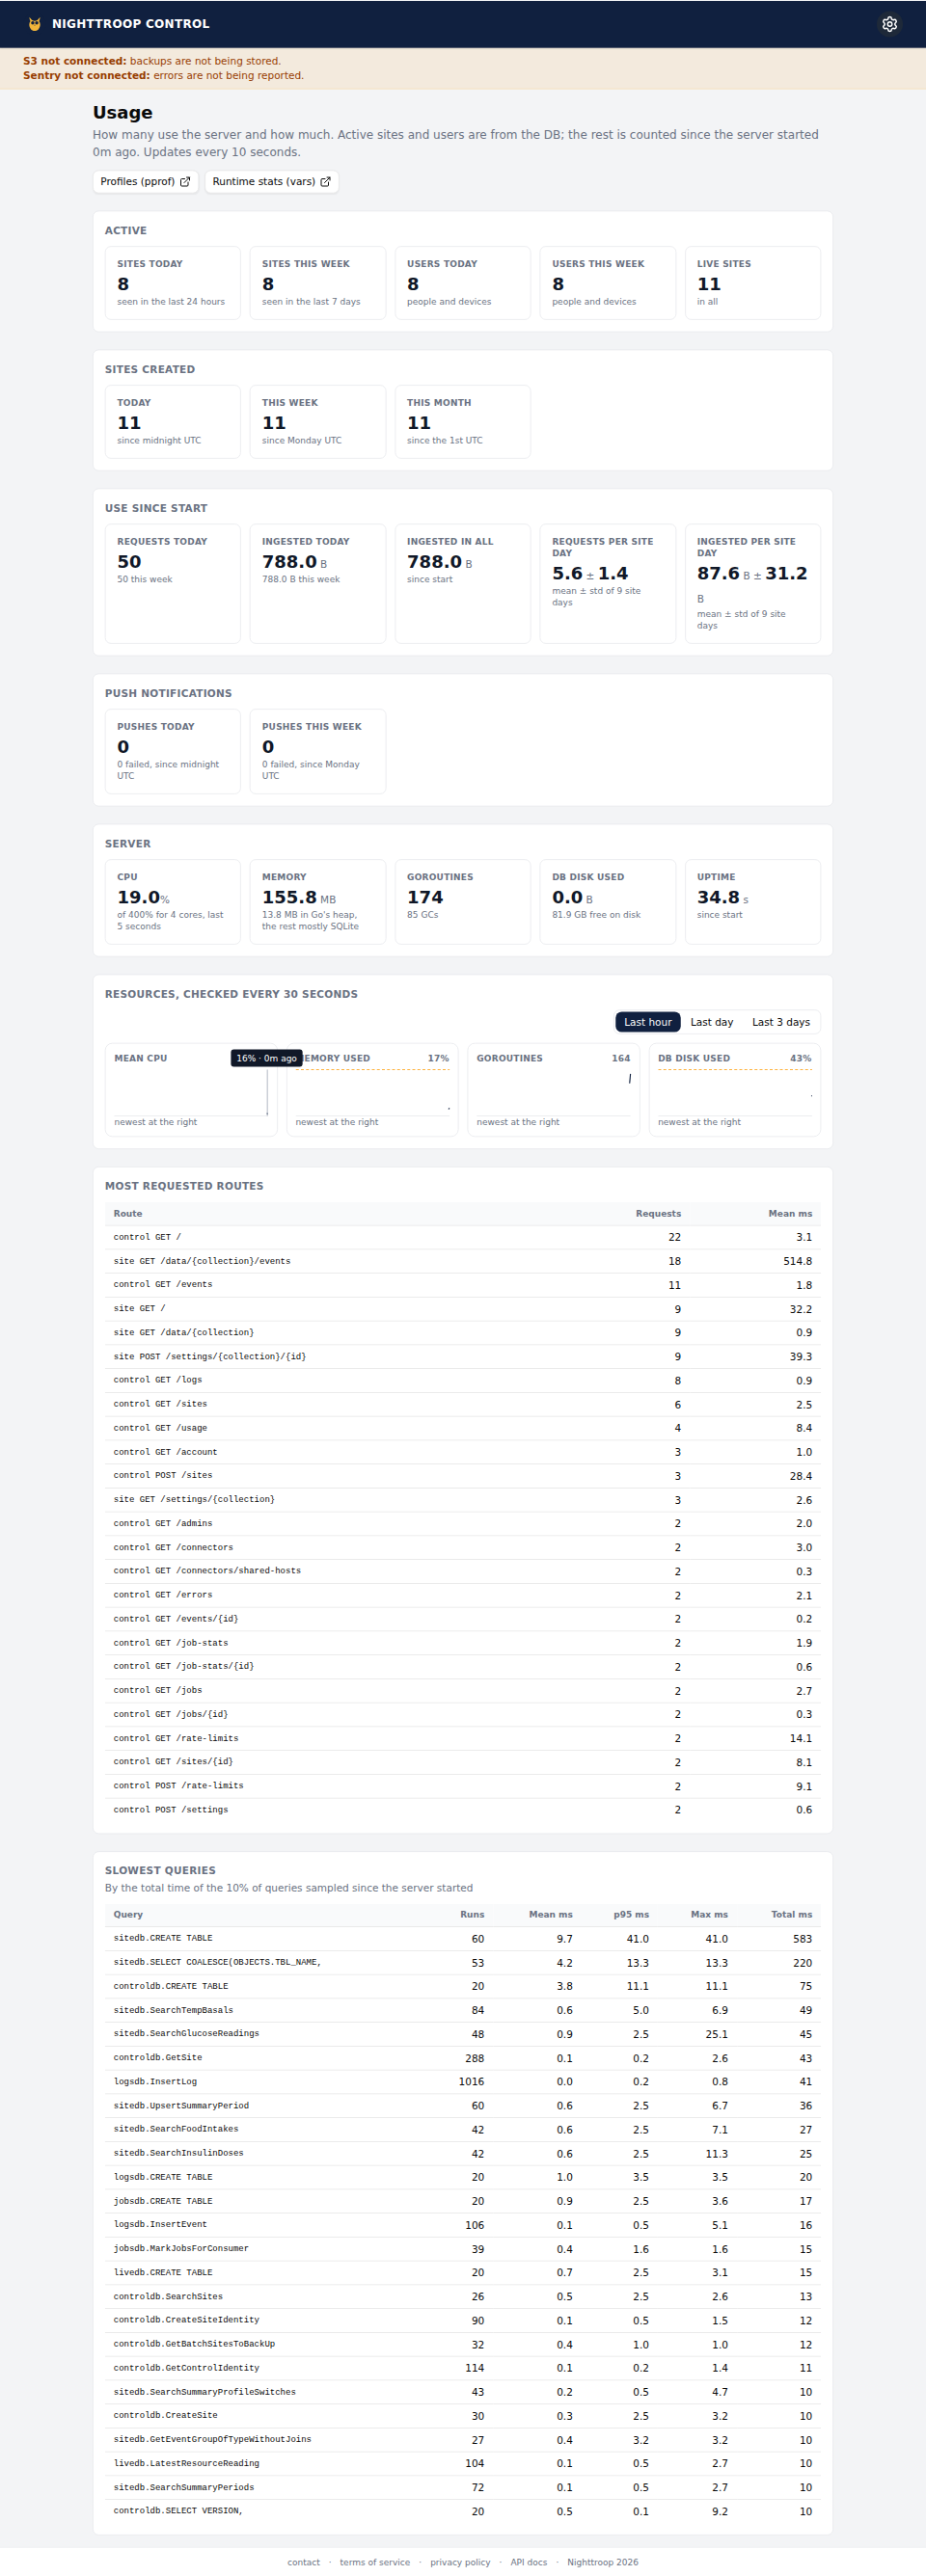 NIGHTTROOP CONTROL
S3 not connected: backups are not being stored.
Sentry not connected: errors are not being reported.
Usage
How many use the server and how much. Active sites and users are from the DB; the rest is counted since the server started
0m ago. Updates every 10 seconds.
Profiles (pprof) Runtime stats (vars)
ACTIVE
SITES TODAY SITES THIS WEEK USERS TODAY USERS THIS WEEK LIVE SITES
8 8 8 8 11
seen in the last 24 hours seen in the last 7 days people and devices people and devices in all
SITES CREATED
TODAY THIS WEEK THIS MONTH
11 11 11
since midnight UTC since Monday UTC since the 1st UTC
USE SINCE START
REQUESTS TODAY
50
50 this week
INGESTED TODAY
788.0 B
788.0 B this week
INGESTED IN ALL
788.0 B
since start
REQUESTS PER SITE
DAY
5.6 ± 1.4
mean ± std of 9 site
days
INGESTED PER SITE
DAY
87.6 B ± 31.2
B
mean ± std of 9 site
days
PUSH NOTIFICATIONS
PUSHES TODAY
0
0 failed, since midnight
UTC
PUSHES THIS WEEK
0
0 failed, since Monday
UTC
SERVER
CPU
19.0%
of 400% for 4 cores, last
5 seconds
MEMORY
155.8 MB
13.8 MB in Go's heap,
the rest mostly SQLite
GOROUTINES
174
85 GCs
DB DISK USED
0.0 B
81.9 GB free on disk
UPTIME
34.8 s
since start
RESOURCES, CHECKED EVERY 30 SECONDS
Last hour Last day Last 3 days
MEAN CPU 16% · 0m ago EMORY USED 17% GOROUTINES 164 DB DISK USED 43%
newest at the right newest at the right newest at the right newest at the right
MOST REQUESTED ROUTES
Route Requests Mean ms
control GET / 22 3.1
site GET /data/{collection}/events 18 514.8
control GET /events 11 1.8
site GET / 9 32.2
site GET /data/{collection} 9 0.9
site POST /settings/{collection}/{id} 9 39.3
control GET /logs 8 0.9
control GET /sites 6 2.5
control GET /usage 4 8.4
control GET /account 3 1.0
control POST /sites 3 28.4
site GET /settings/{collection} 3 2.6
control GET /admins 2 2.0
control GET /connectors 2 3.0
control GET /connectors/shared-hosts 2 0.3
control GET /errors 2 2.1
control GET /events/{id} 2 0.2
control GET /job-stats 2 1.9
control GET /job-stats/{id} 2 0.6
control GET /jobs 2 2.7
control GET /jobs/{id} 2 0.3
control GET /rate-limits 2 14.1
control GET /sites/{id} 2 8.1
control POST /rate-limits 2 9.1
control POST /settings 2 0.6
SLOWEST QUERIES
By the total time of the 10% of queries sampled since the server started
Query Runs Mean ms p95 ms Max ms Total ms
sitedb.CREATE TABLE 60 9.7 41.0 41.0 583
sitedb.SELECT COALESCE(OBJECTS.TBL_NAME, 53 4.2 13.3 13.3 220
controldb.CREATE TABLE 20 3.8 11.1 11.1 75
sitedb.SearchTempBasals 84 0.6 5.0 6.9 49
sitedb.SearchGlucoseReadings 48 0.9 2.5 25.1 45
controldb.GetSite 288 0.1 0.2 2.6 43
logsdb.InsertLog 1016 0.0 0.2 0.8 41
sitedb.UpsertSummaryPeriod 60 0.6 2.5 6.7 36
sitedb.SearchFoodIntakes 42 0.6 2.5 7.1 27
sitedb.SearchInsulinDoses 42 0.6 2.5 11.3 25
logsdb.CREATE TABLE 20 1.0 3.5 3.5 20
jobsdb.CREATE TABLE 20 0.9 2.5 3.6 17
logsdb.InsertEvent 106 0.1 0.5 5.1 16
jobsdb.MarkJobsForConsumer 39 0.4 1.6 1.6 15
livedb.CREATE TABLE 20 0.7 2.5 3.1 15
controldb.SearchSites 26 0.5 2.5 2.6 13
controldb.CreateSiteIdentity 90 0.1 0.5 1.5 12
controldb.GetBatchSitesToBackUp 32 0.4 1.0 1.0 12
controldb.GetControlIdentity 114 0.1 0.2 1.4 11
sitedb.SearchSummaryProfileSwitches 43 0.2 0.5 4.7 10
controldb.CreateSite 30 0.3 2.5 3.2 10
sitedb.GetEventGroupOfTypeWithoutJoins 27 0.4 3.2 3.2 10
livedb.LatestResourceReading 104 0.1 0.5 2.7 10
sitedb.SearchSummaryPeriods 72 0.1 0.5 2.7 10
controldb.SELECT VERSION, 20 0.5 0.1 9.2 10
contact · terms of service · privacy policy · API docs · Nighttroop 2026